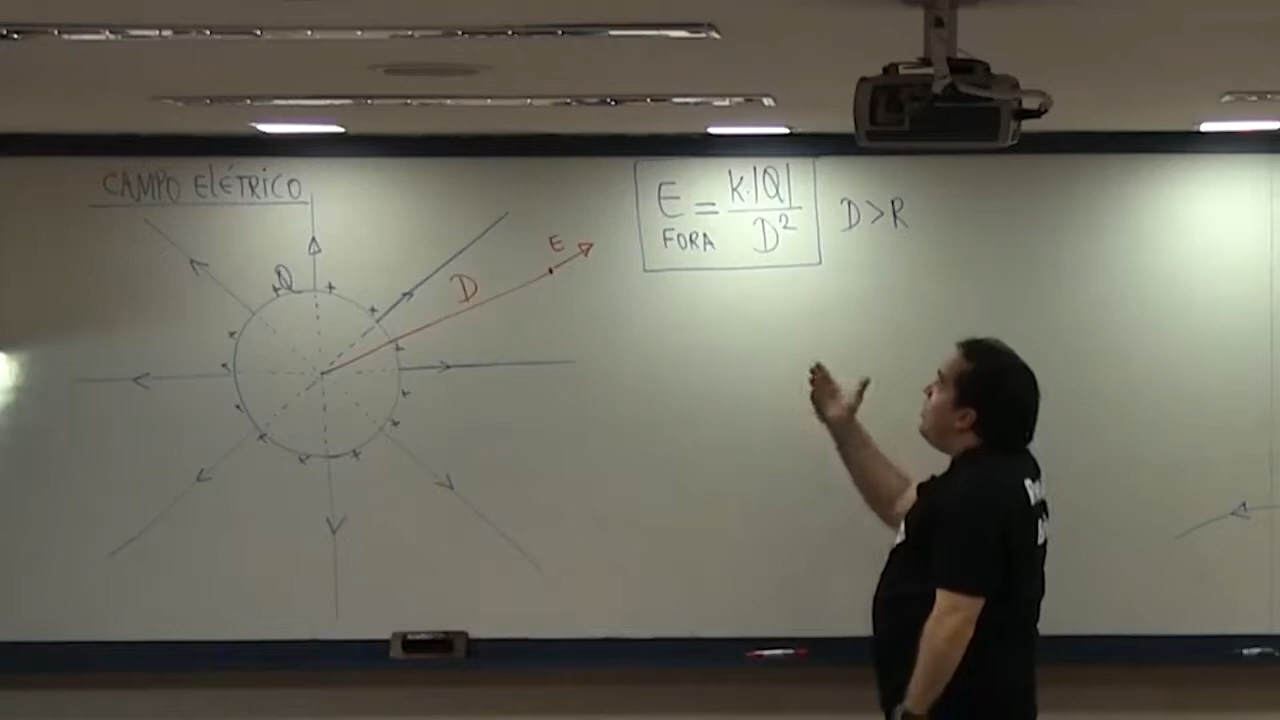 CAMPO ELÉTRICO
E FORA = K·|Q| / D²
D>R
Q
D
E